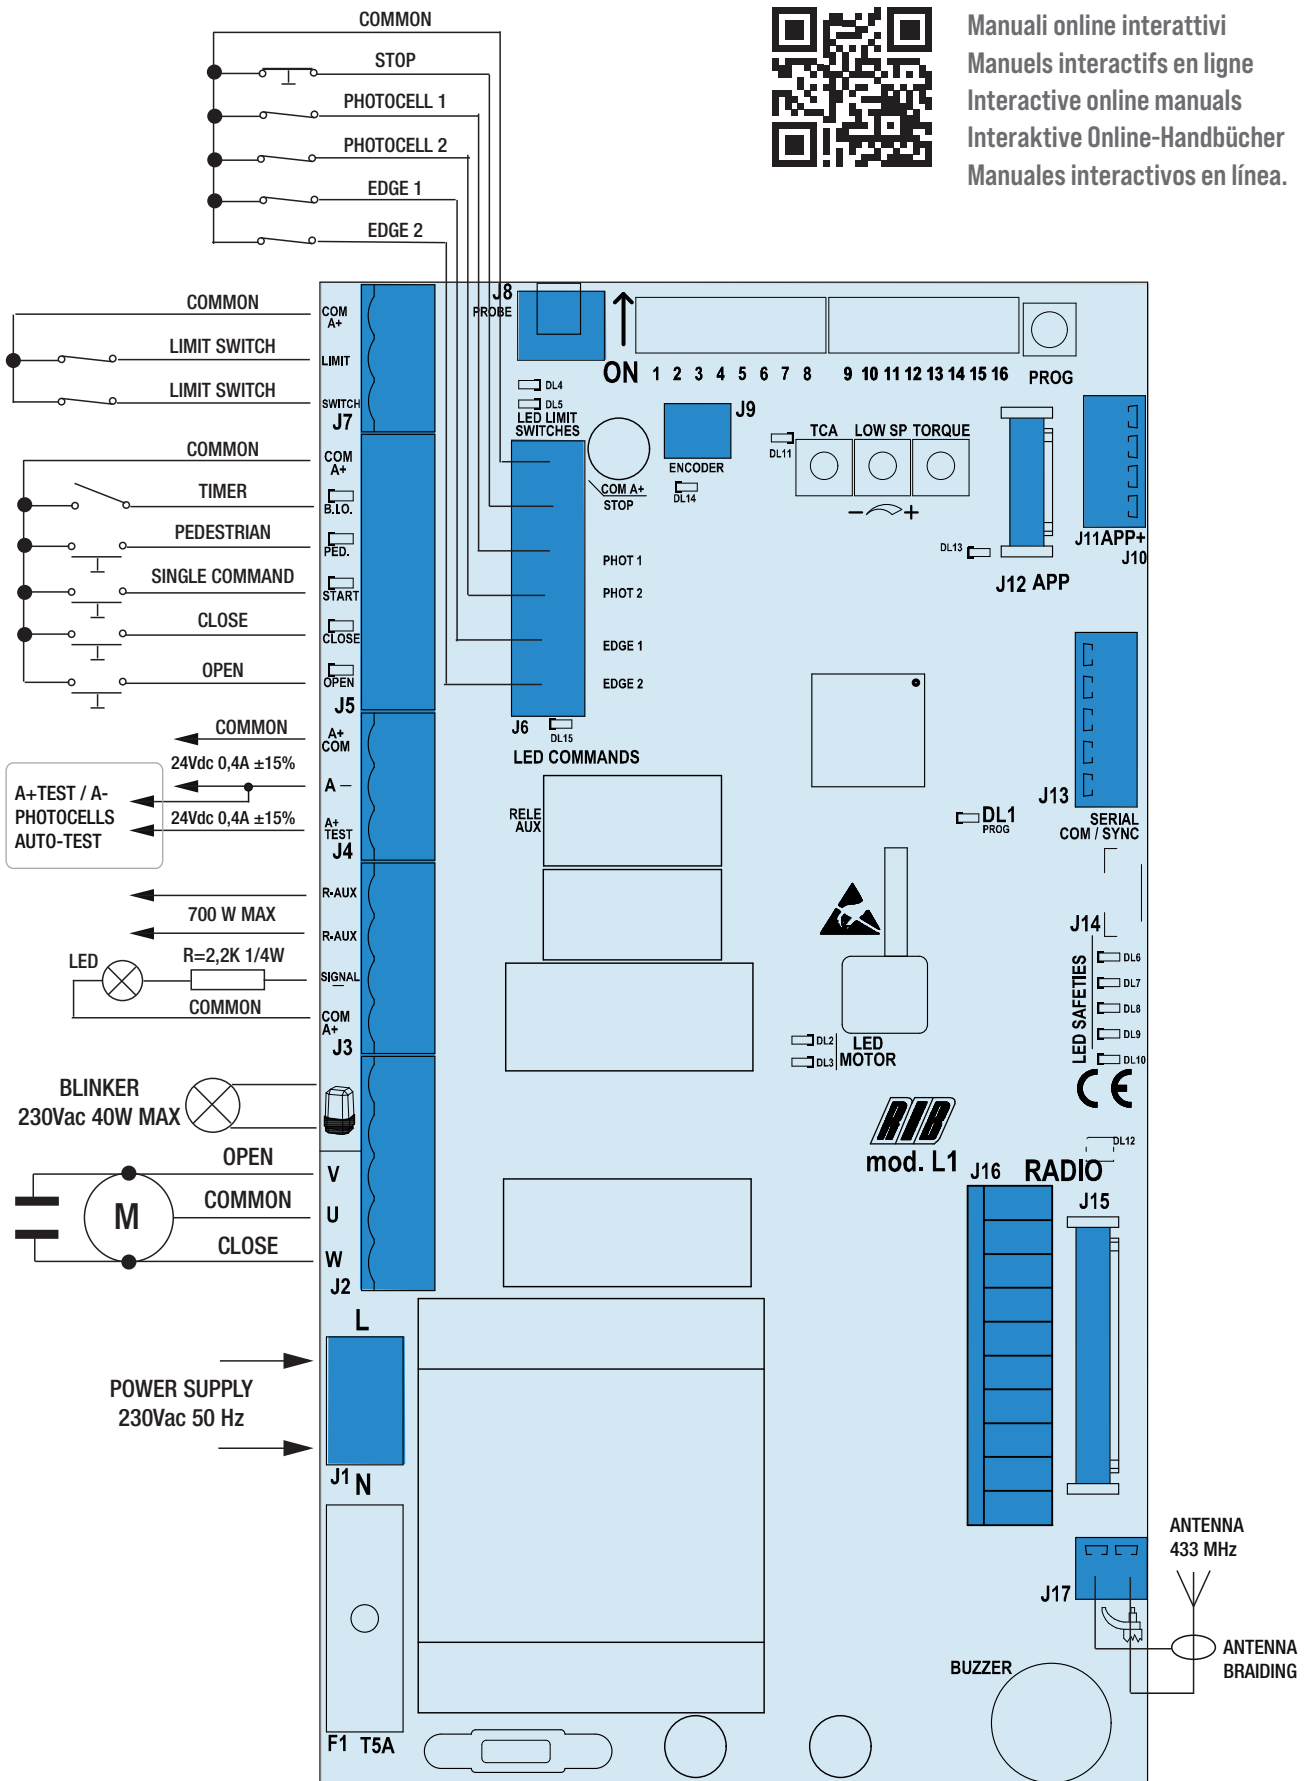 COMMON
STOP
PHOTOCELL 1
PHOTOCELL 2
EDGE 1
EDGE 2
Manuali online interattivi
Manuels interactifs en ligne
Interactive online manuals
Interaktive Online-Handbücher
Manuales interactivos en línea.
COMMON
LIMIT SWITCH
LIMIT SWITCH
COM
A+
LIMIT
SWITCH
J7
COMMON
TIMER
PEDESTRIAN
SINGLE COMMAND
CLOSE
OPEN
COM
A+
B.I.O.
PED.
START
CLOSE
OPEN
J5
COMMON
24Vdc 0,4A ±15%
24Vdc 0,4A ±15%
A+TEST / A-
PHOTOCELLS
AUTO-TEST
A+
COM
A –
A+
TEST
J4
700 W MAX
LED
R=2,2K 1/4W
COMMON
R-AUX
R-AUX
SIGNAL
–
COM
A+
J3
BLINKER
230Vac 40W MAX
OPEN
COMMON
CLOSE
M
V
U
W
J2
POWER SUPPLY
230Vac 50 Hz
L
J1 N
F1 T5A
J8
PROBE
ON
1 2 3 4 5 6 7 8
9 10 11 12 13 14 15 16
PROG
DL4
DL5
LED LIMIT
SWITCHES
COM A+
STOP
PHOT 1
PHOT 2
EDGE 1
EDGE 2
J6
DL15
LED COMMANDS
J9
ENCODER
DL14
DL11
TCA LOW SP TORQUE
– +
DL13
J12 APP
J11 APP+
J10
J13
SERIAL
COM / SYNC
DL1
PROG
RELE
AUX
J14
LED SAFETIES
DL6
DL7
DL8
DL9
DL10
CE
DL2
DL3
LED
MOTOR
RIB
mod. L1
DL12
J16 RADIO
J15
J17
ANTENNA
433 MHz
ANTENNA
BRAIDING
BUZZER